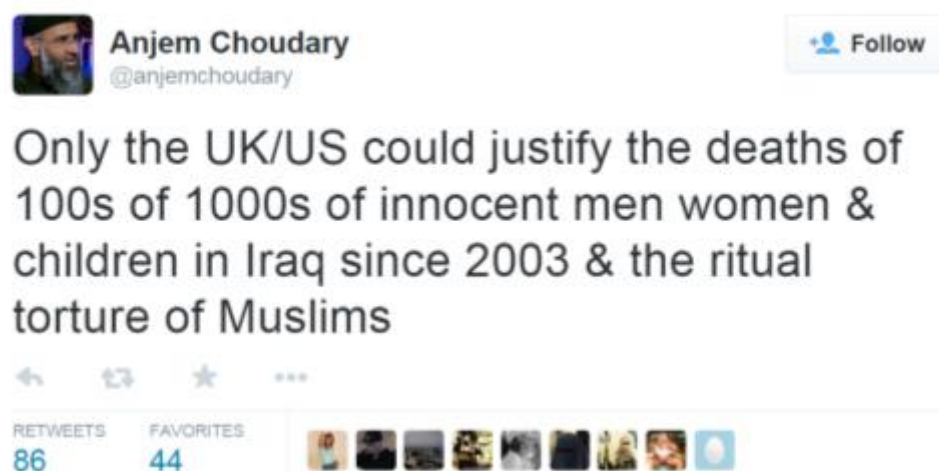 Anjem Choudary
@anjemchoudary
Follow
Only the UK/US could justify the deaths of
100s of 1000s of innocent men women &
children in Iraq since 2003 & the ritual
torture of Muslims
RETWEETS FAVORITES
86 44